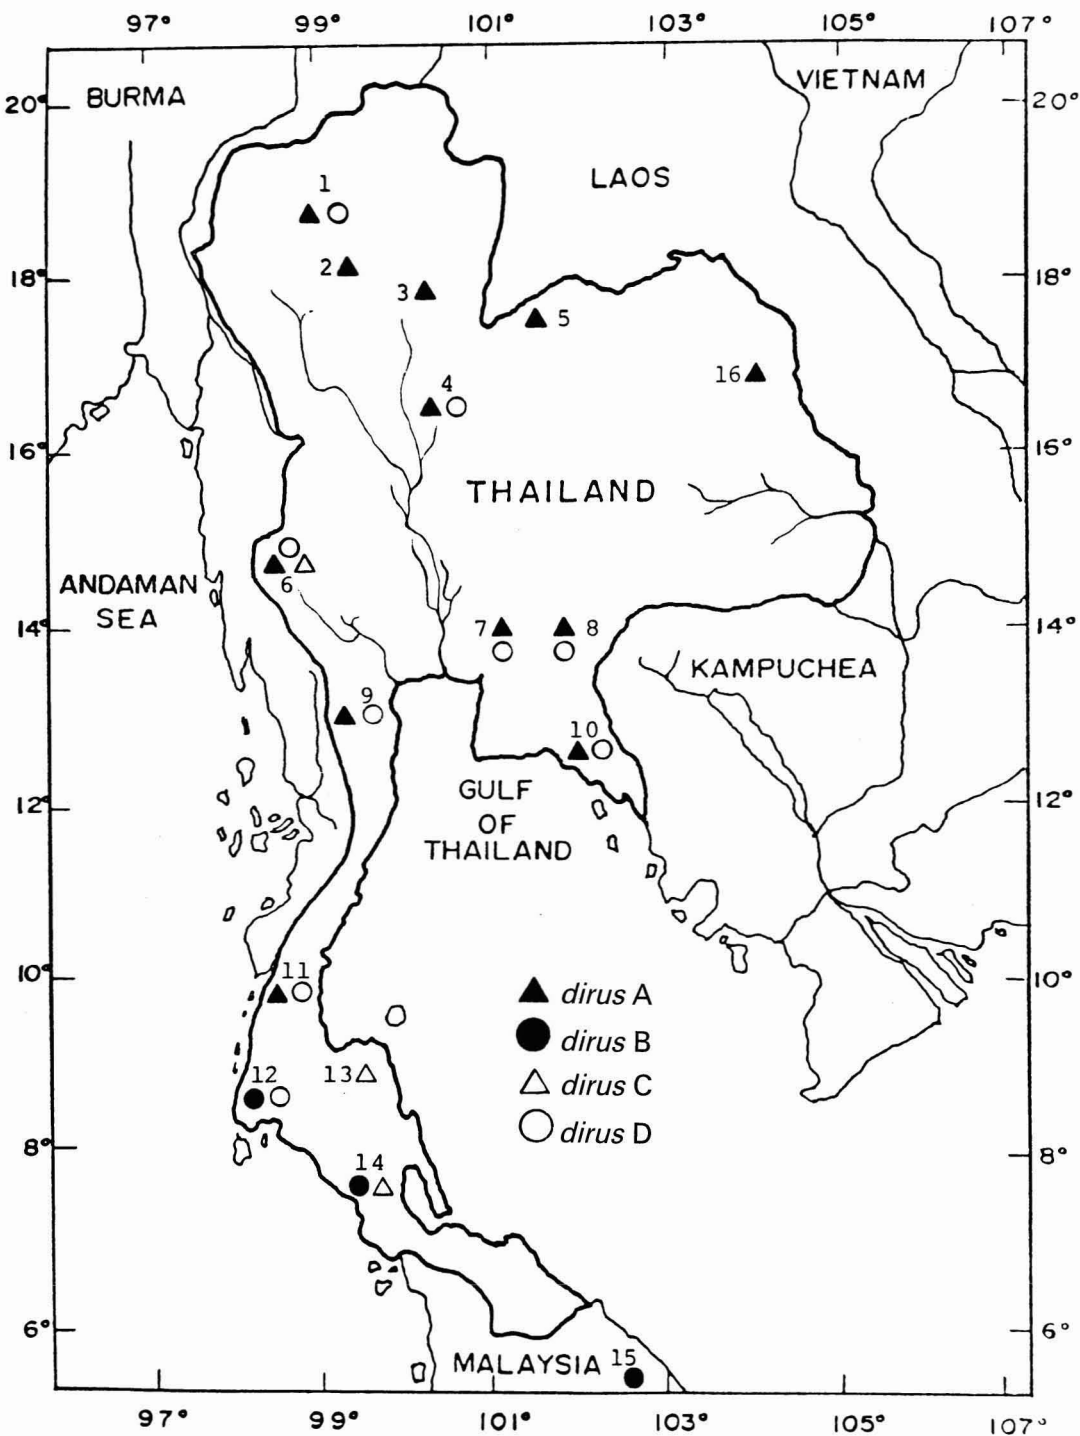 97° 99° 101° 103° 105° 107°
BURMA
VIETNAM
20° 20°
LAOS
1
2
18° 18°
3
5
16
4
16° 16°
THAILAND
6
ANDAMAN
SEA
14° 7 8 14°
KAMPUCHEA
9
10
GULF
OF
THAILAND
12° 12°
11
10° 10°
dirus A
dirus B
dirus C
dirus D
12
13
8° 8°
14
6° 6°
MALAYSIA 15
97° 99° 101° 103° 105° 107°